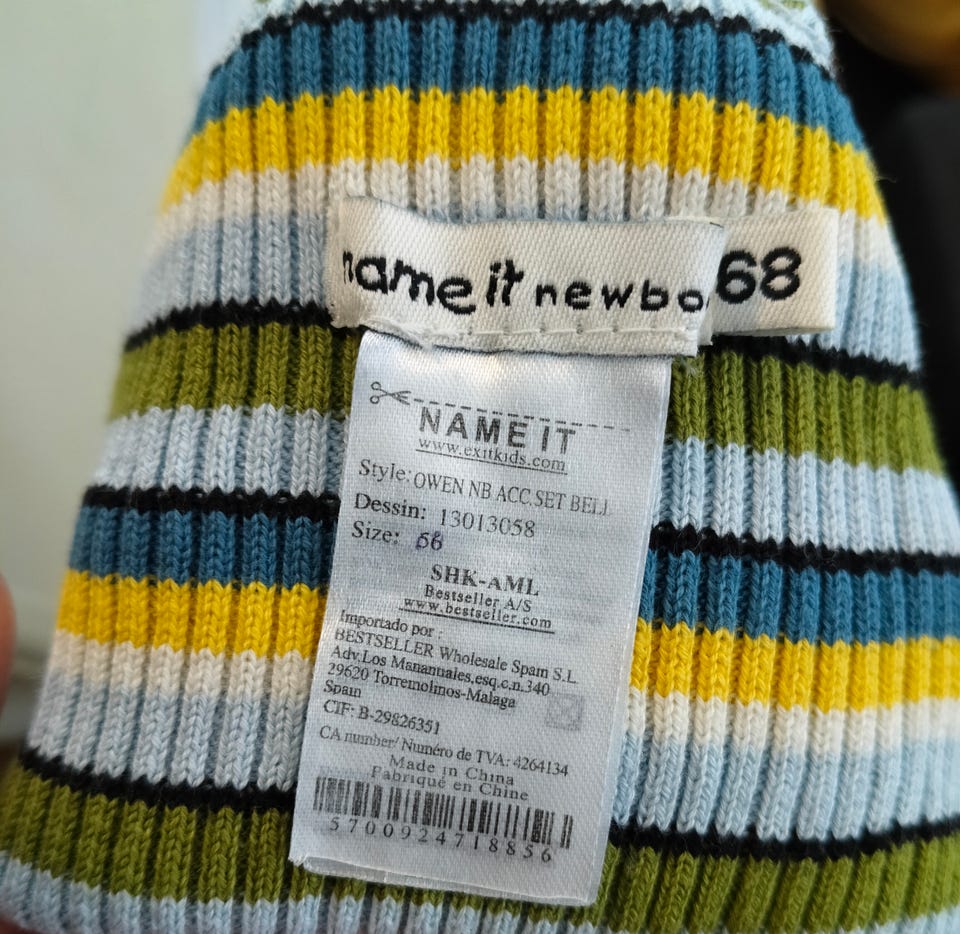 name it newbo
68
NAME IT
www.exitkids.com
Style: OWEN NB ACC.SET BELL
Dessin: 13013058
Size: 68
SHK-AML
Bestseller A/S
www.bestseller.com
Importado por :
BESTSELLER Wholesale Spam S.L.
Adv.Los Manantuales,esq.c.n.340
29620 Torremolinos-Malaga
Spain
CIF: B-29826351
CA number/ Numéro de TVA: 4264134
Made in China
Fabriqué en Chine
5700924718856